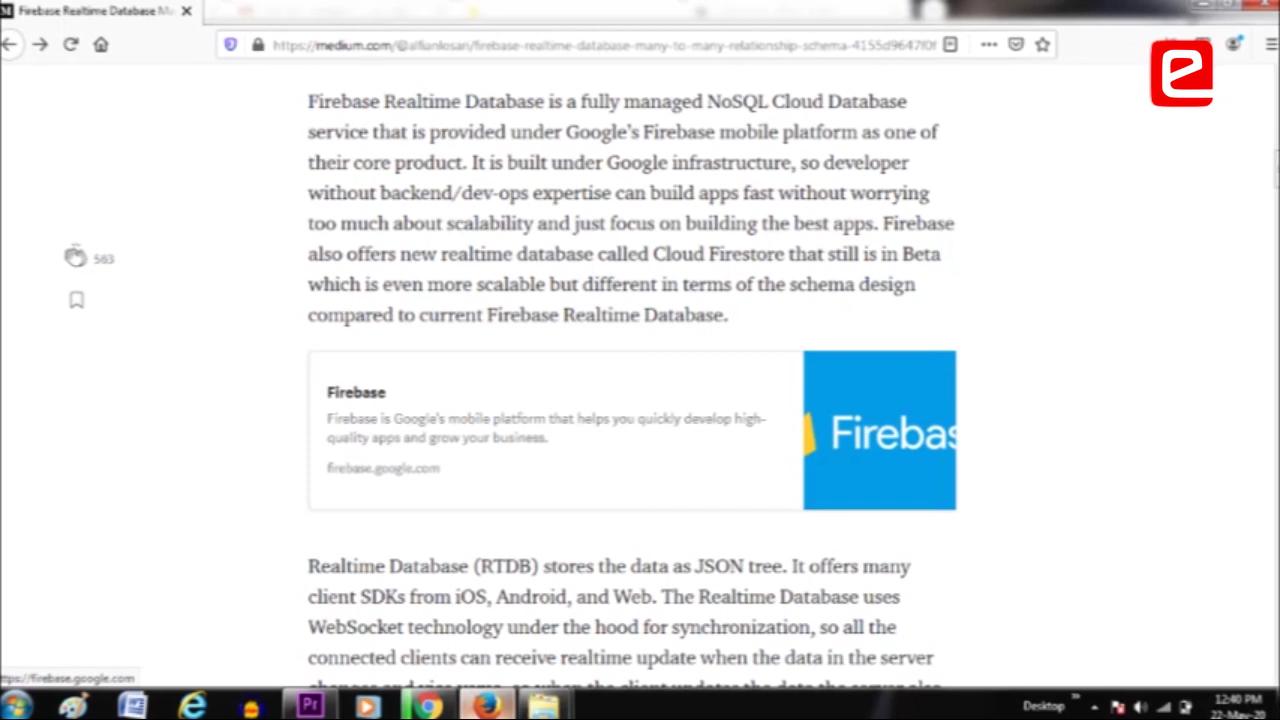 Firebase Realtime Database M
https://medium.com/@alfianlosari/firebase-realtime-database-many-to-many-relationship-schema-4155d9647f0f
e
Firebase Realtime Database is a fully managed NoSQL Cloud Database
service that is provided under Google's Firebase mobile platform as one of
their core product. It is built under Google infrastructure, so developer
without backend/dev-ops expertise can build apps fast without worrying
too much about scalability and just focus on building the best apps. Firebase
also offers new realtime database called Cloud Firestore that still is in Beta
which is even more scalable but different in terms of the schema design
compared to current Firebase Realtime Database.
563
Firebase
Firebase is Google's mobile platform that helps you quickly develop high-
quality apps and grow your business.
firebase.google.com
Firebas
Realtime Database (RTDB) stores the data as JSON tree. It offers many
client SDKs from iOS, Android, and Web. The Realtime Database uses
WebSocket technology under the hood for synchronization, so all the
connected clients can receive realtime update when the data in the server
ttps://firebase.google.com
Pr
Desktop
12:40 PM
22-May-20